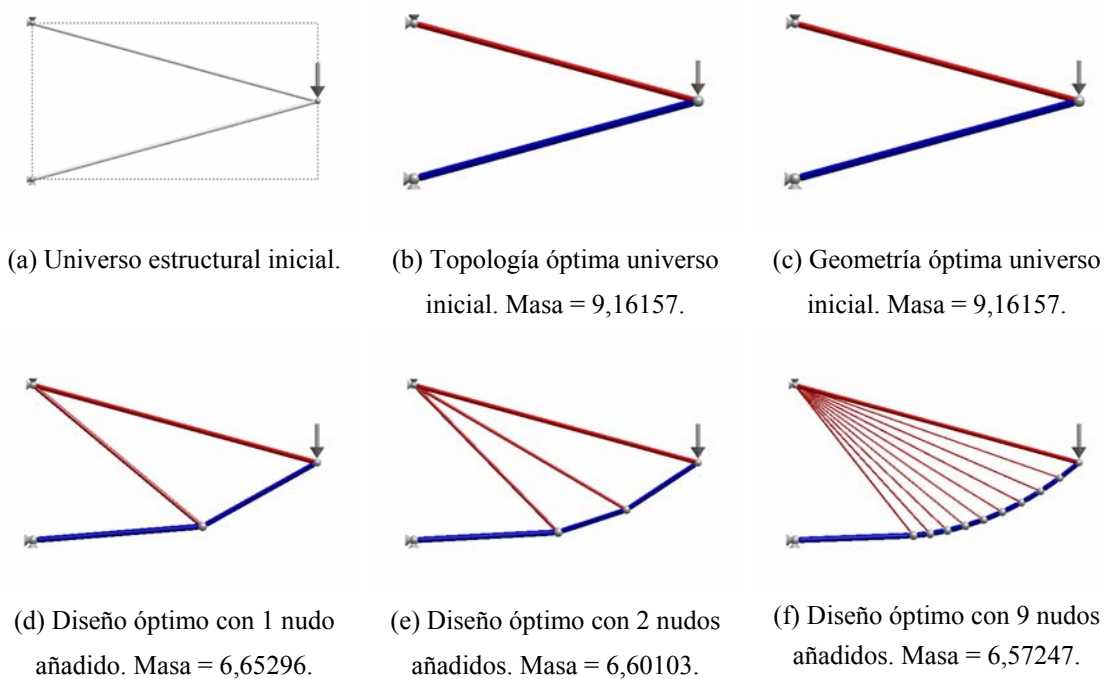 (a) Universo estructural inicial.
(b) Topología óptima universo
inicial. Masa = 9,16157.
(c) Geometría óptima universo
inicial. Masa = 9,16157.
(d) Diseño óptimo con 1 nudo
añadido. Masa = 6,65296.
(e) Diseño óptimo con 2 nudos
añadidos. Masa = 6,60103.
(f) Diseño óptimo con 9 nudos
añadidos. Masa = 6,57247.